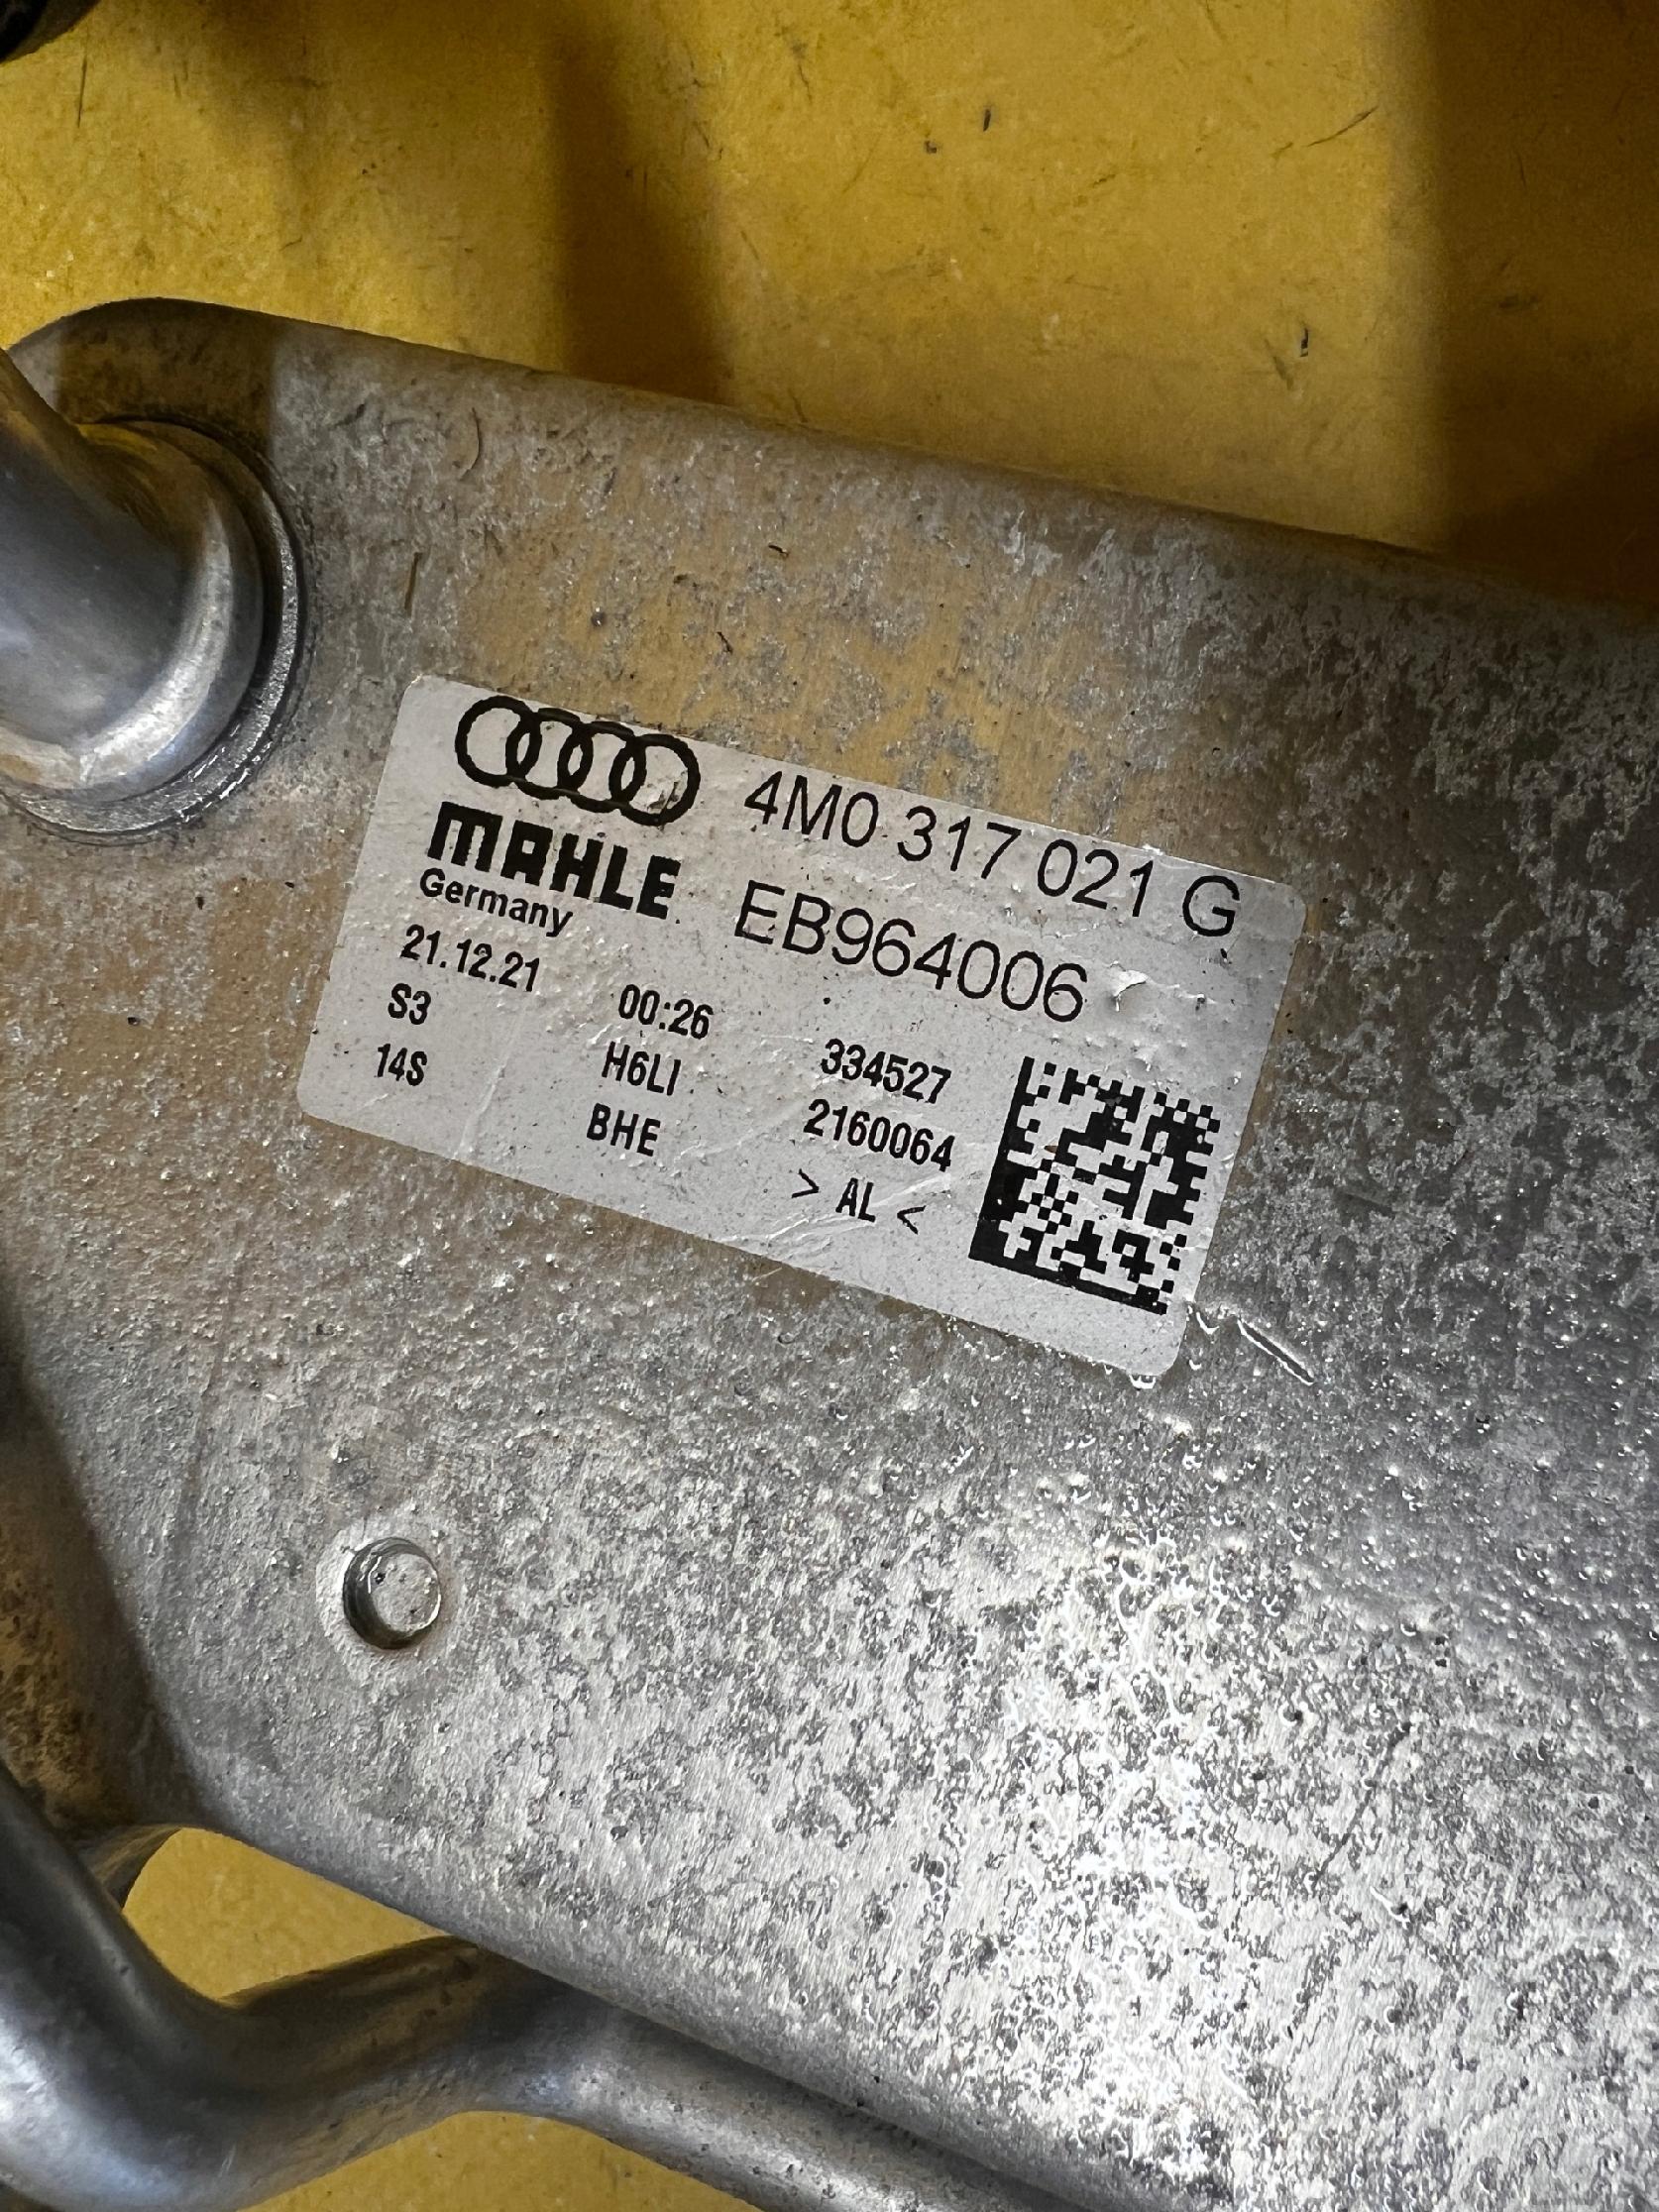 4M0 317 021 G
MAHLE EB964006
Germany
21.12.21 00:26 334527
S3 H6LI 2160064
14S BHE > AL <